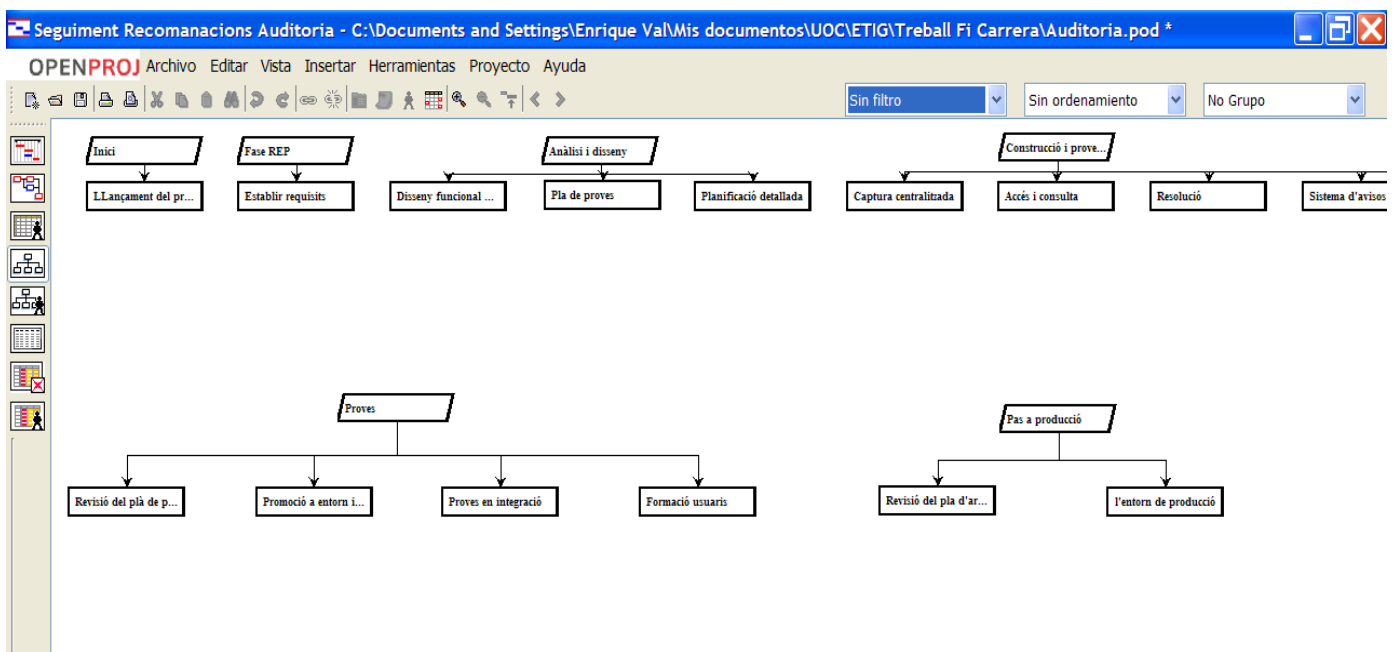 Seguiment Recomanacions Auditoria - C:\Documents and Settings\Enrique Val\Mis documentos\UOC\ETIG\Treball Fi Carrera\Auditoria.pod *
OPENPROJ Archivo Editar Vista Insertar Herramientas Proyecto Ayuda
Sin filtro Sin ordenamiento No Grupo
Inici Fase REP Anàlisi i disseny Construcció i prove...
LLançament del pr... Establir requisits Disseny funcional ... Pla de proves Planificació detallada Captura centralitzada Accés i consulta Resolució Sistema d'avisos
Proves Pas a producció
Revisió del plà de p... Promoció a entorn i... Proves en integració Formació usuaris Revisió del pla d'ar... l'entorn de producció